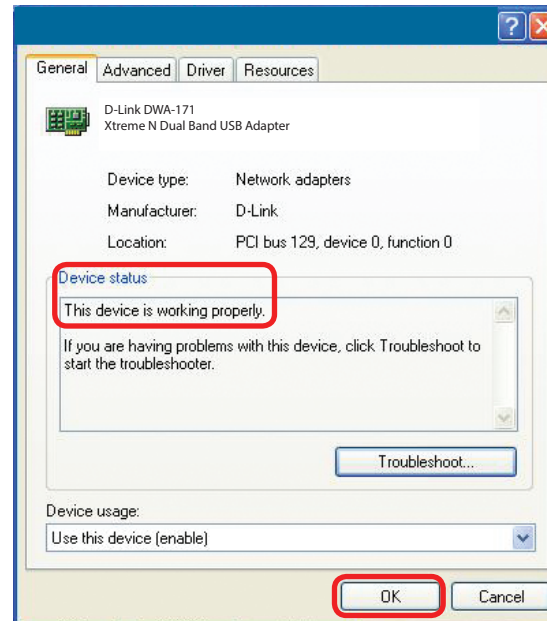 ?
General Advanced Driver Resources
D-Link DWA-171
Xtreme N Dual Band USB Adapter
Device type: Network adapters
Manufacturer: D-Link
Location: PCI bus 129, device 0, function 0
Device status
This device is working properly.
If you are having problems with this device, click Troubleshoot to
start the troubleshooter.
Troubleshoot...
Device usage:
Use this device (enable)
OK Cancel